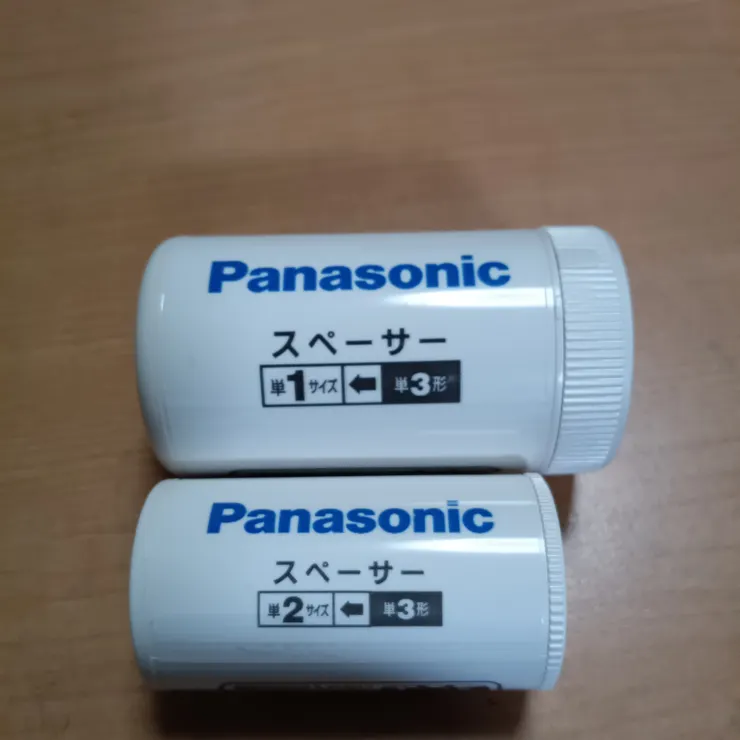 Panasonic
スペーサー
単1サイズ ← 単3形
Panasonic
スペーサー
単2サイズ ← 単3形